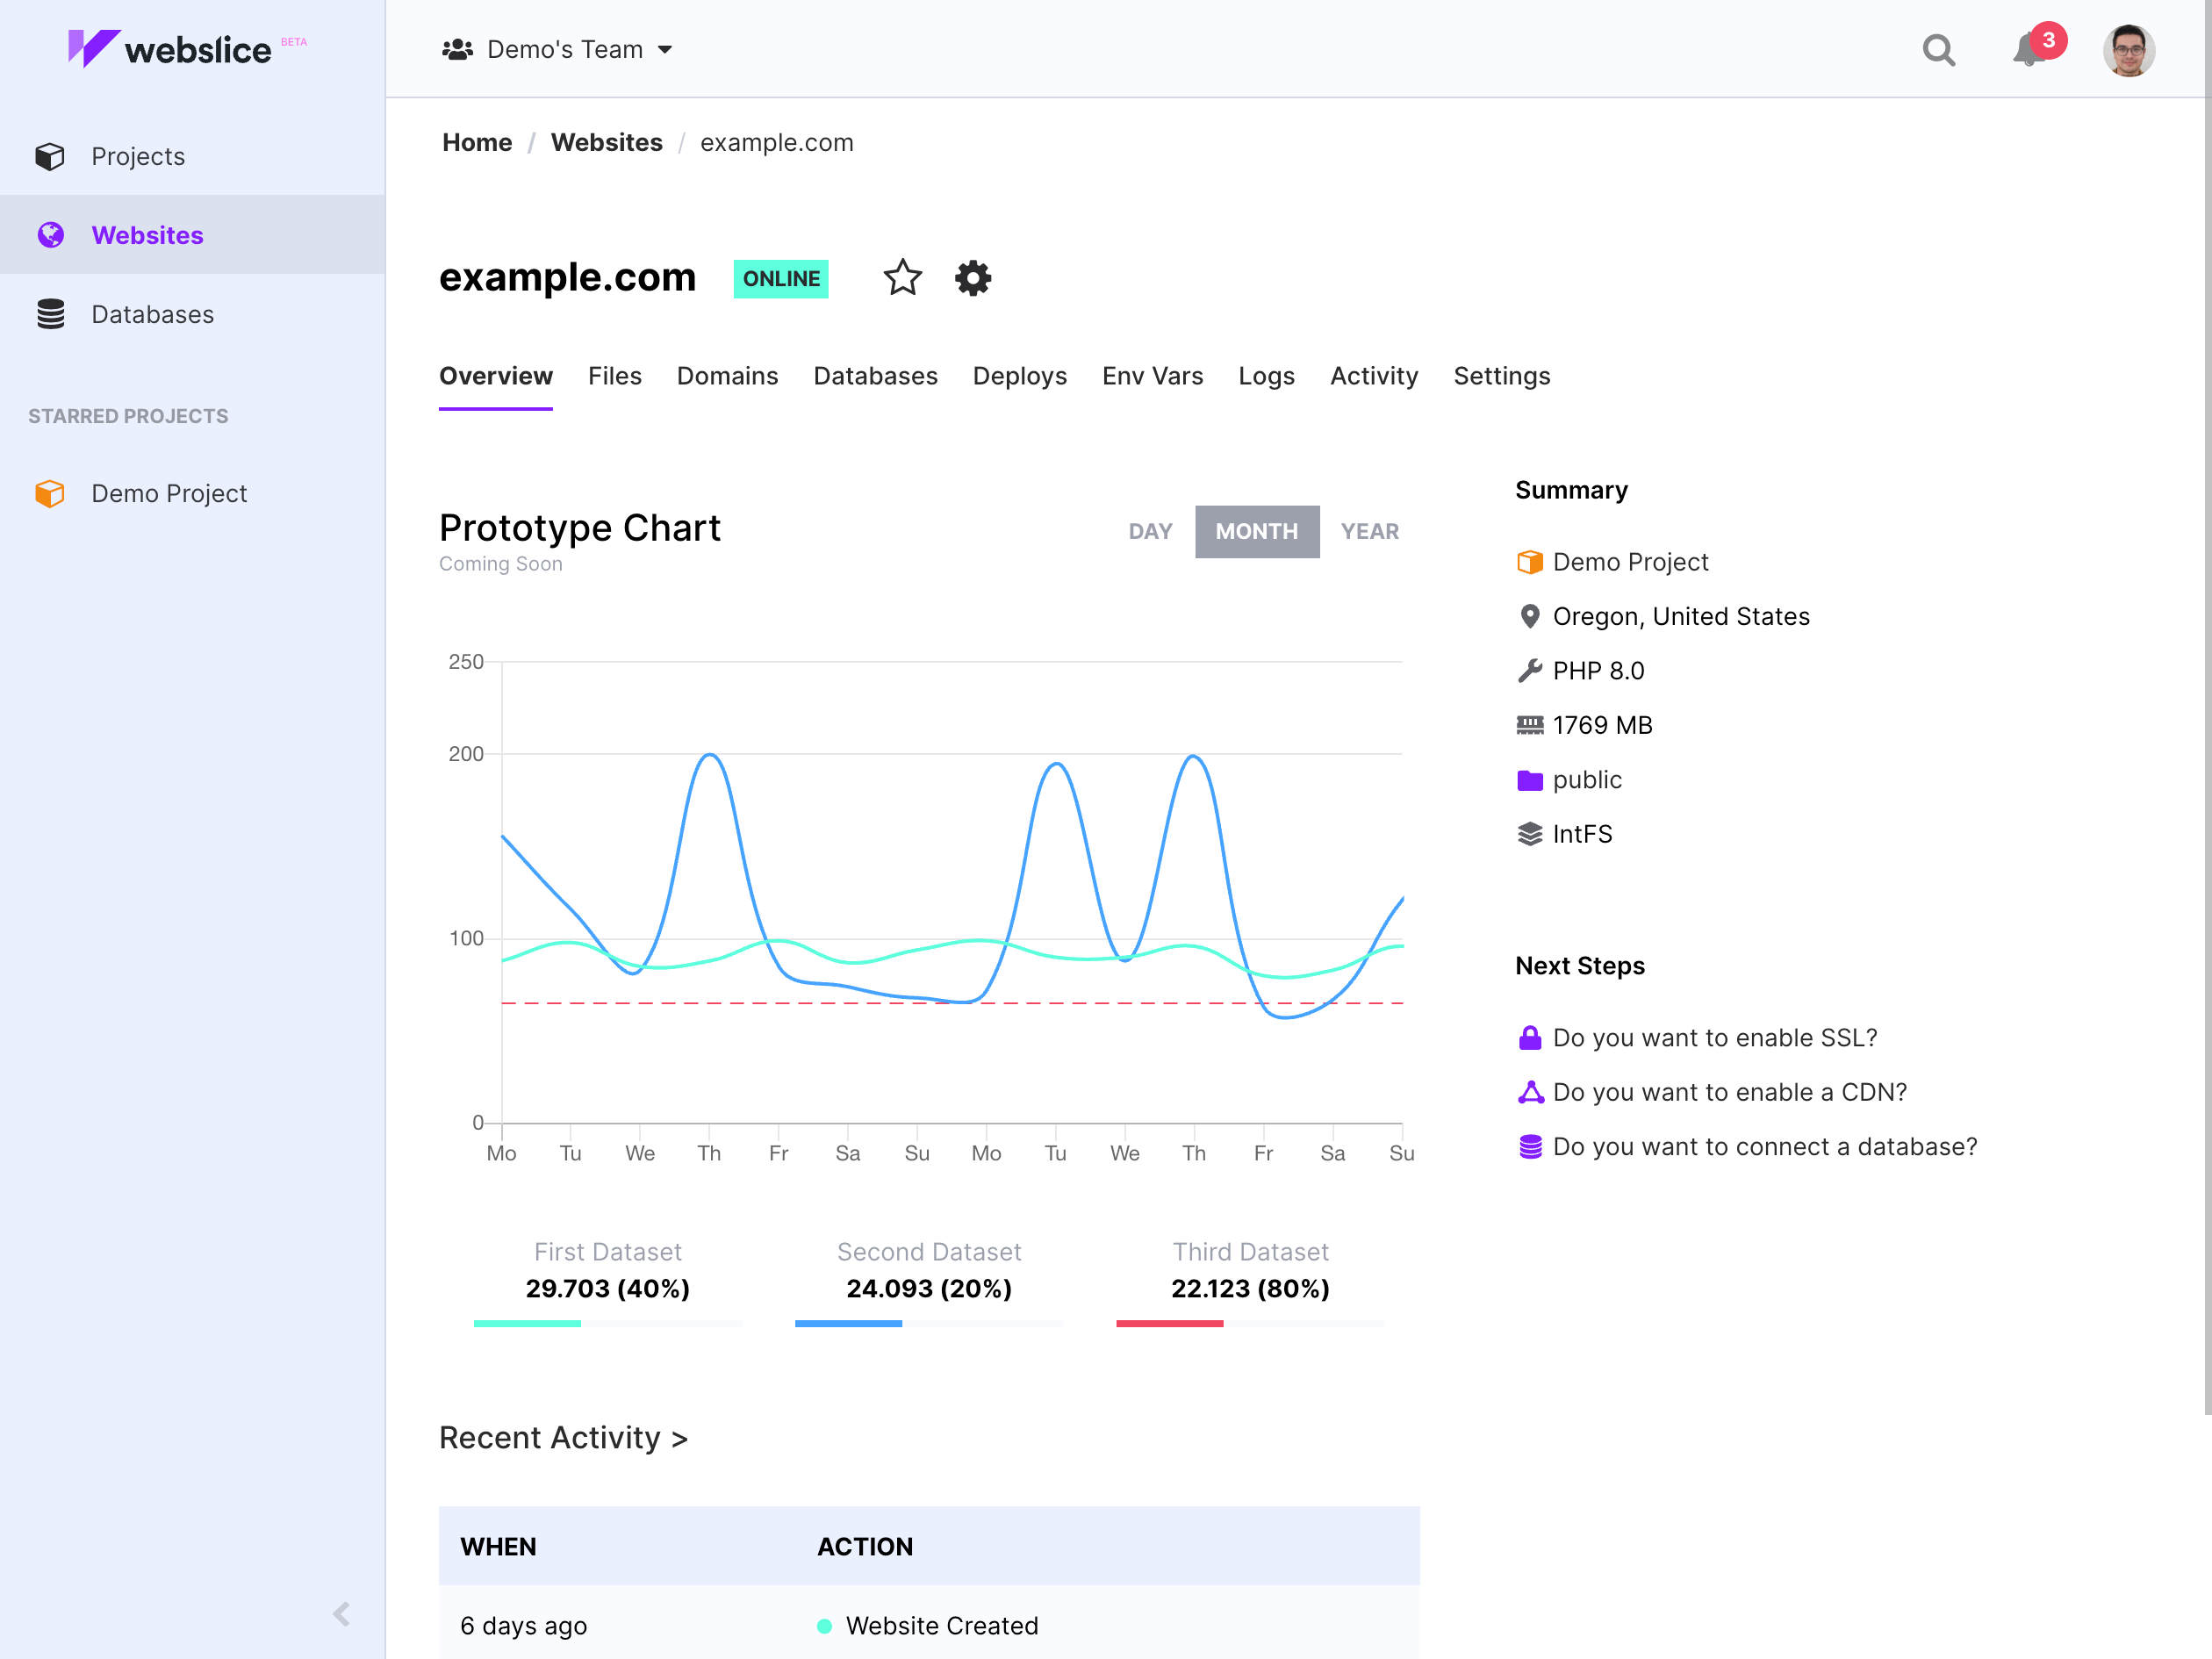 webslice BETA
Demo's Team
3
Projects
Websites
Databases
STARRED PROJECTS
Demo Project
Home / Websites / example.com
example.com ONLINE
Overview Files Domains Databases Deploys Env Vars Logs Activity Settings
Prototype Chart
Coming Soon
DAY MONTH YEAR
250
200
100
0
Mo Tu We Th Fr Sa Su Mo Tu We Th Fr Sa Su
First Dataset
29.703 (40%)
Second Dataset
24.093 (20%)
Third Dataset
22.123 (80%)
Summary
Demo Project
Oregon, United States
PHP 8.0
1769 MB
public
IntFS
Next Steps
Do you want to enable SSL?
Do you want to enable a CDN?
Do you want to connect a database?
Recent Activity >
WHEN ACTION
6 days ago Website Created